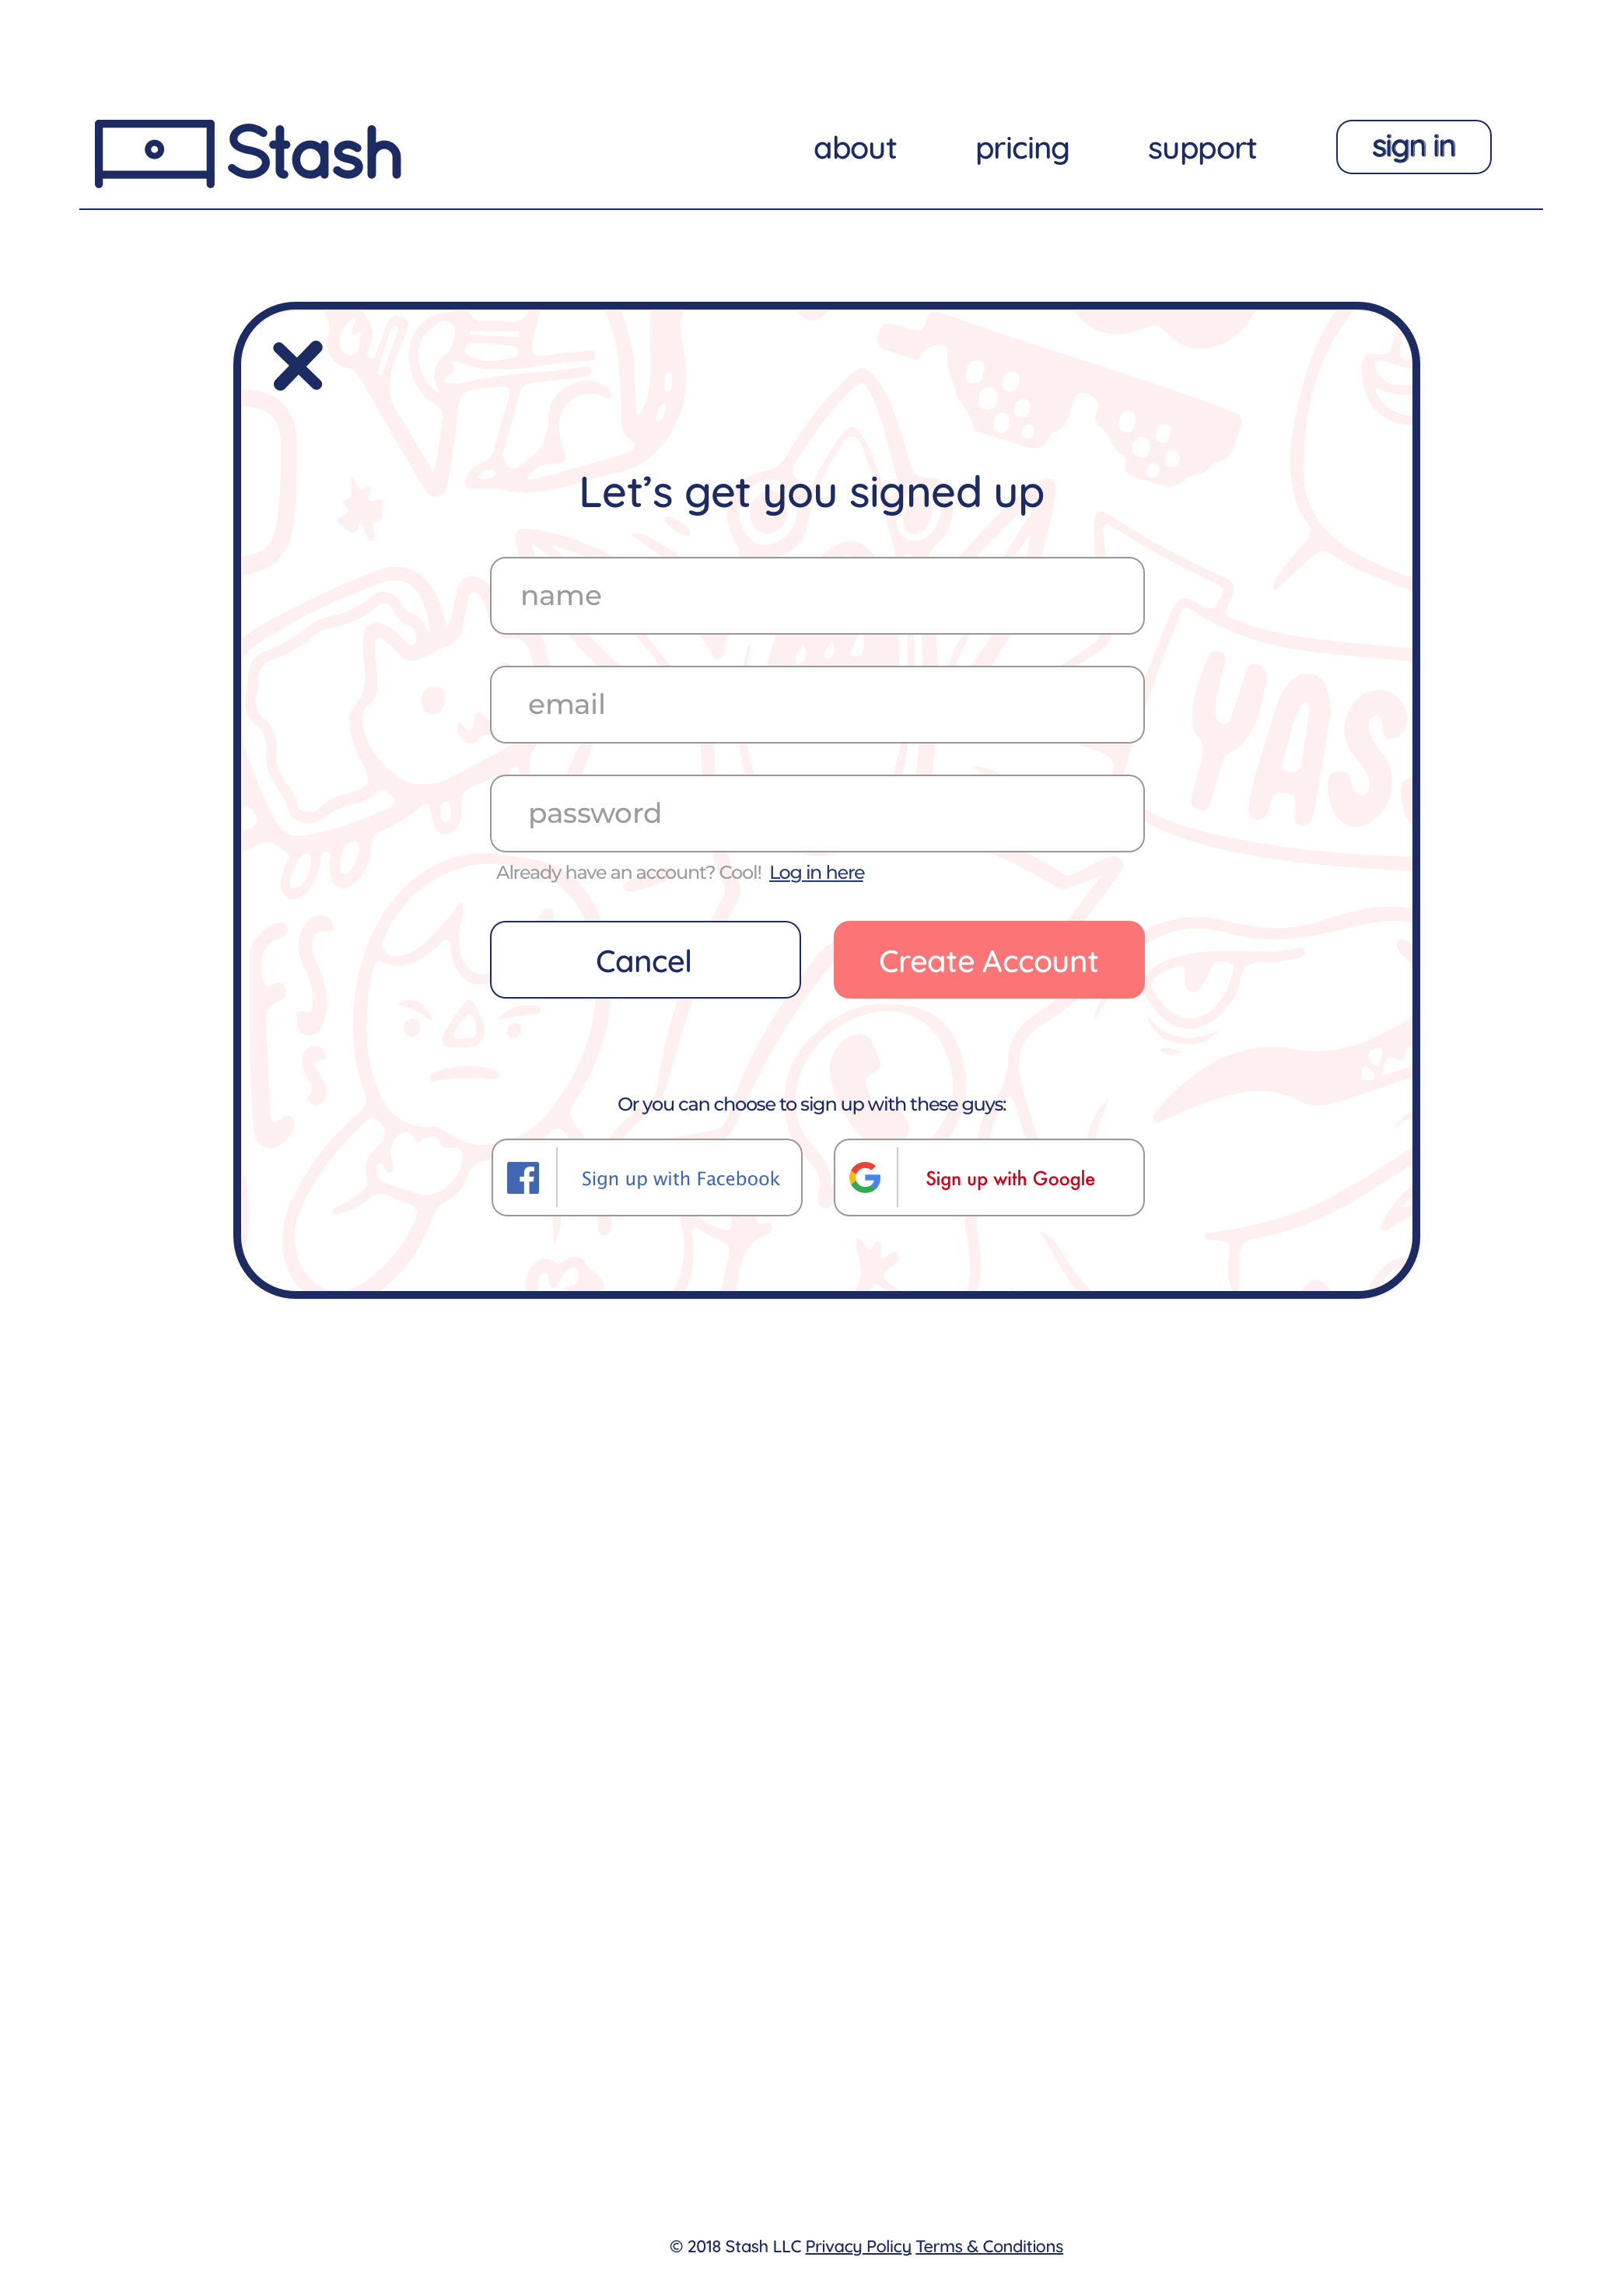 Stash about pricing support sign in
Let's get you signed up
name
email
YAS
password
Already have an account? Cool! Log in here
Cancel Create Account
Or you can choose to sign up with these guys:
Sign up with Facebook Sign up with Google
© 2018 Stash LLC Privacy Policy Terms & Conditions